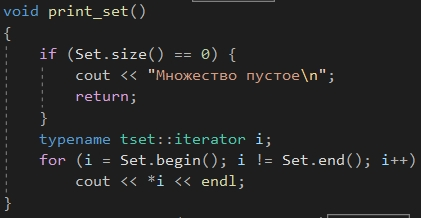 void print_set()
{
if (Set.size() == 0) {
cout << "Множество пустое\n";
return;
}
typename tset::iterator i;
for (i = Set.begin(); i != Set.end(); i++)
cout << *i << endl;
}